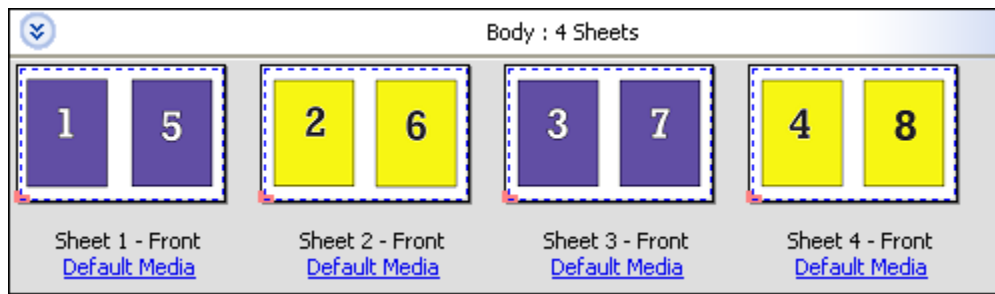 Body : 4 Sheets
1 5 2 6 3 7 4 8
Sheet 1 - Front Sheet 2 - Front Sheet 3 - Front Sheet 4 - Front
Default Media Default Media Default Media Default Media